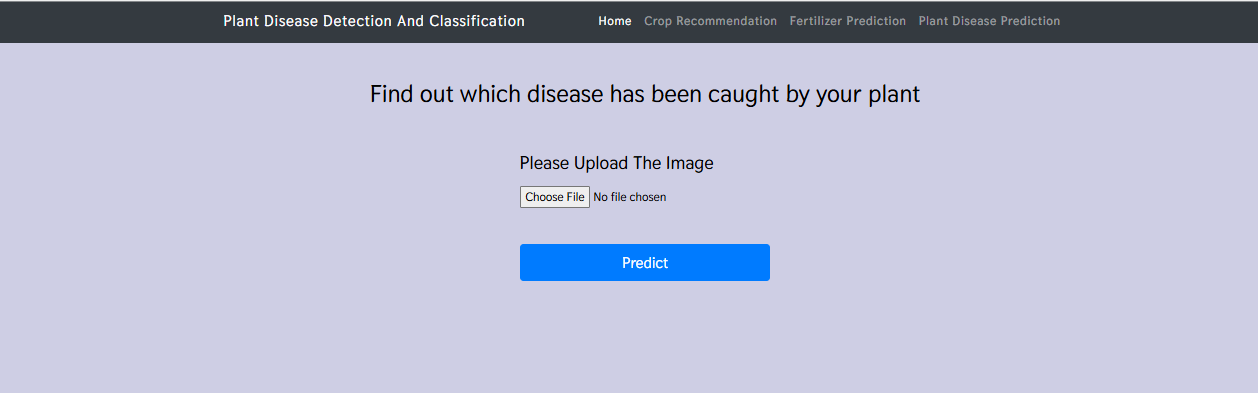 Plant Disease Detection And Classification Home Crop Recommendation Fertilizer Prediction Plant Disease Prediction
Find out which disease has been caught by your plant
Please Upload The Image
Choose File No file chosen
Predict